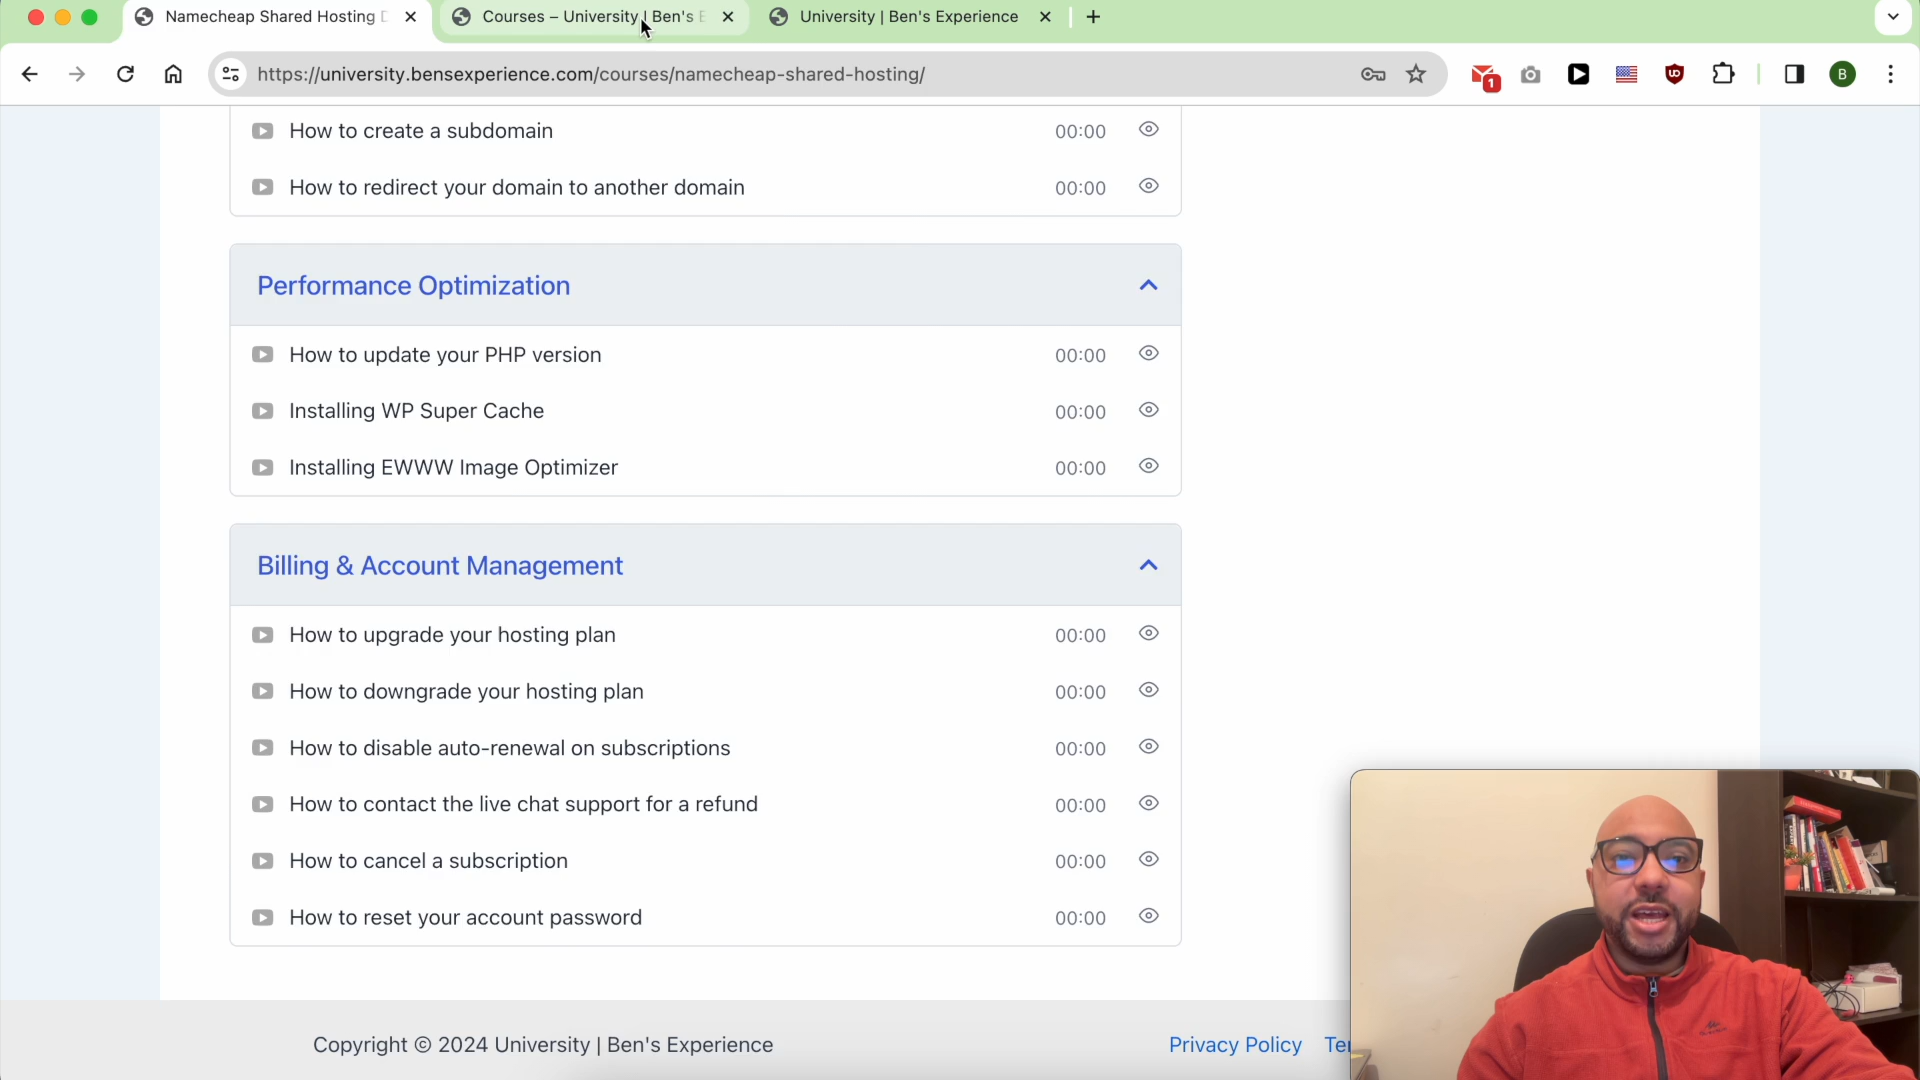 Namecheap Shared Hosting
Courses – University | Ben's
University | Ben's Experience
https://university.bensexperience.com/courses/namecheap-shared-hosting/
1
B
How to create a subdomain 00:00
How to redirect your domain to another domain 00:00
Performance Optimization
How to update your PHP version 00:00
Installing WP Super Cache 00:00
Installing EWWW Image Optimizer 00:00
Billing & Account Management
How to upgrade your hosting plan 00:00
How to downgrade your hosting plan 00:00
How to disable auto-renewal on subscriptions 00:00
How to contact the live chat support for a refund 00:00
How to cancel a subscription 00:00
How to reset your account password 00:00
Copyright © 2024 University | Ben's Experience
Privacy Policy